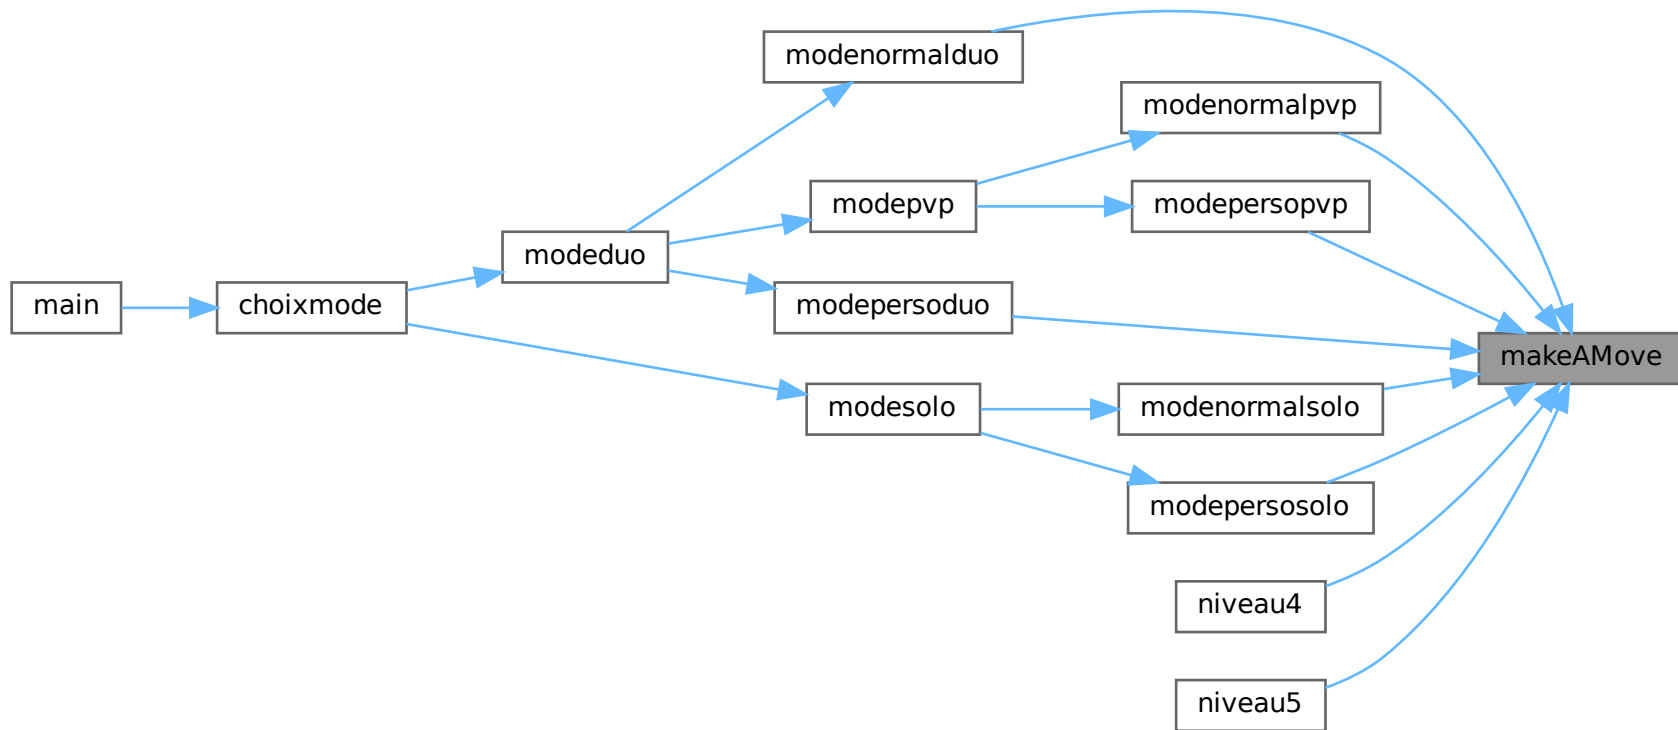 modenormalduo
modenormalpvp
modepvp
modepersopvp
modeduo
main
choixmode
modepersoduo
makeAMove
modesolo
modenormalsolo
modepersosolo
niveau4
niveau5